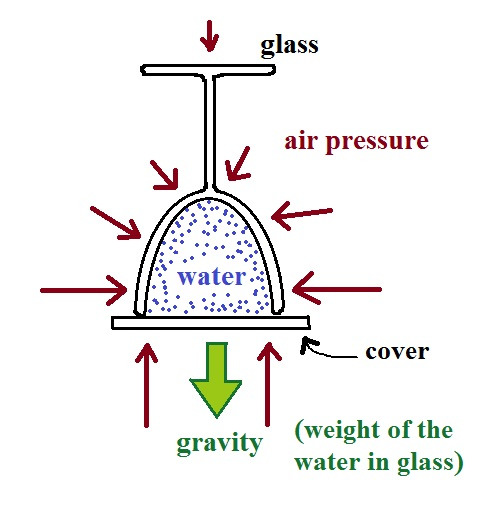 glass
air pressure
water
cover
gravity
(weight of the
water in glass)